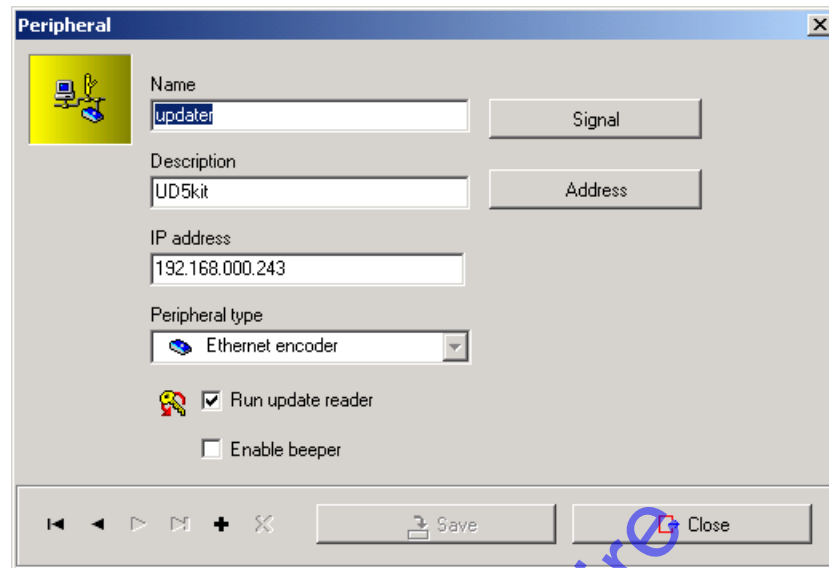 Peripheral
Name
updater
Signal
Description
UD5kit
Address
IP address
192.168.000.243
Peripheral type
Ethernet encoder
Run update reader
Enable beeper
Save
Close